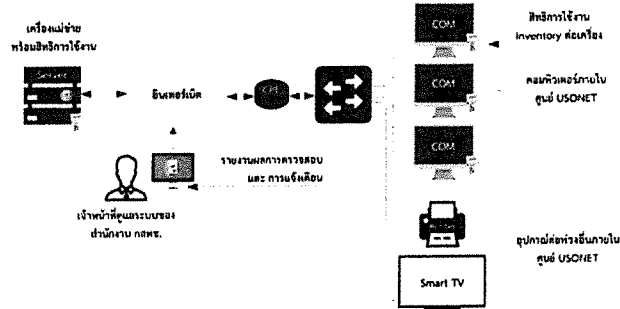 เครื่องแม่ข่าย
พร้อมสิทธิการใช้งาน
Server
อินเทอร์เน็ต
รายงานผลการตรวจสอบ
และ การแจ้งเตือน
เจ้าหน้าที่ดูแลระบบของ
สำนักงาน กสทช.
COM
COM
COM
สิทธิการใช้งาน
Inventory ต่อเครื่อง
คอมพิวเตอร์ภายใน
ศูนย์ USONET
อุปกรณ์ต่อพ่วงอื่นภายใน
ศูนย์ USONET
Smart TV